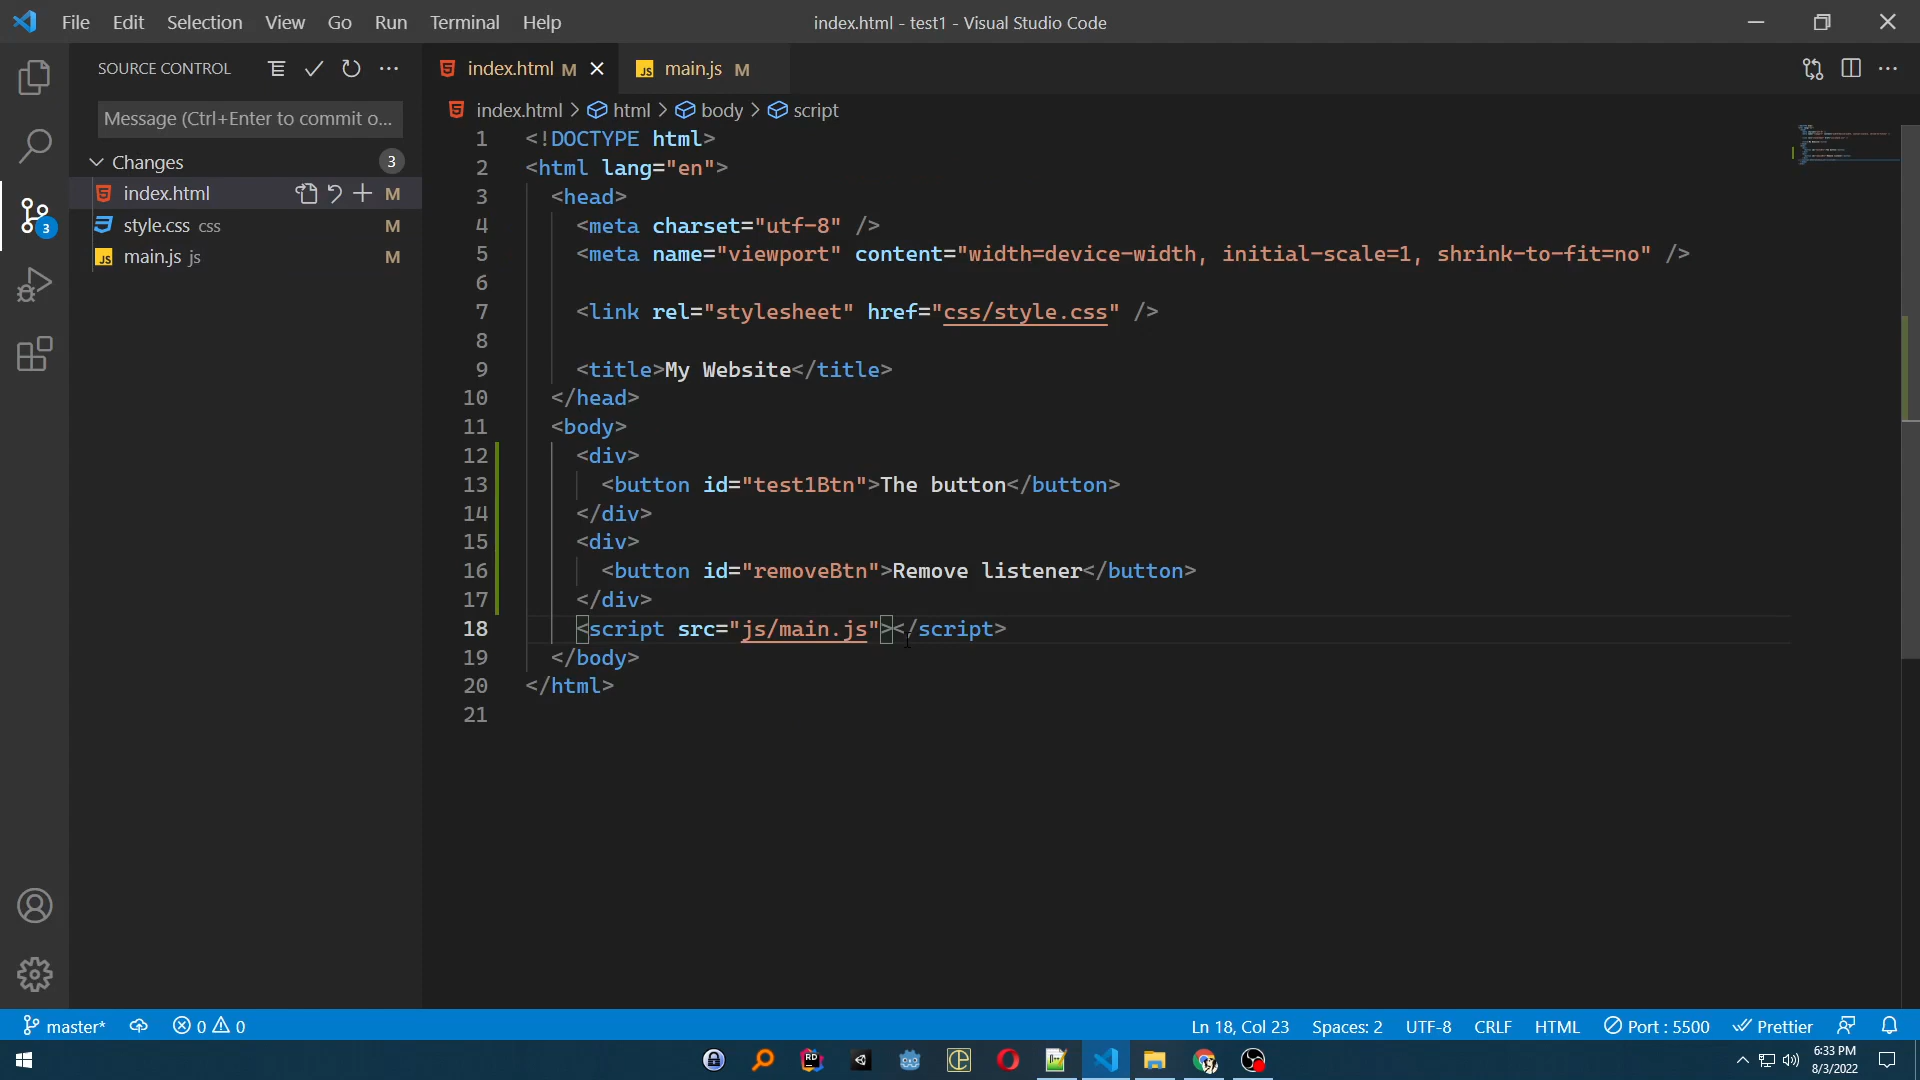 File Edit Selection View Go Run Terminal Help
index.html - test1 - Visual Studio Code
SOURCE CONTROL
Message (Ctrl+Enter to commit o...
Changes 3
index.html M
style.css css M
main.js js M
3
index.html M
main.js M
index.html > html > body > script
1 <!DOCTYPE html>
2 <html lang="en">
3 <head>
4 <meta charset="utf-8" />
5 <meta name="viewport" content="width=device-width, initial-scale=1, shrink-to-fit=no" />
6
7 <link rel="stylesheet" href="css/style.css" />
8
9 <title>My Website</title>
10 </head>
11 <body>
12 <div>
13 <button id="test1Btn">The button</button>
14 </div>
15 <div>
16 <button id="removeBtn">Remove listener</button>
17 </div>
18 <script src="js/main.js"></script>
19 </body>
20 </html>
21
master* 0 0
Ln 18, Col 23 Spaces: 2 UTF-8 CRLF HTML Port : 5500 Prettier
6:33 PM
8/3/2022